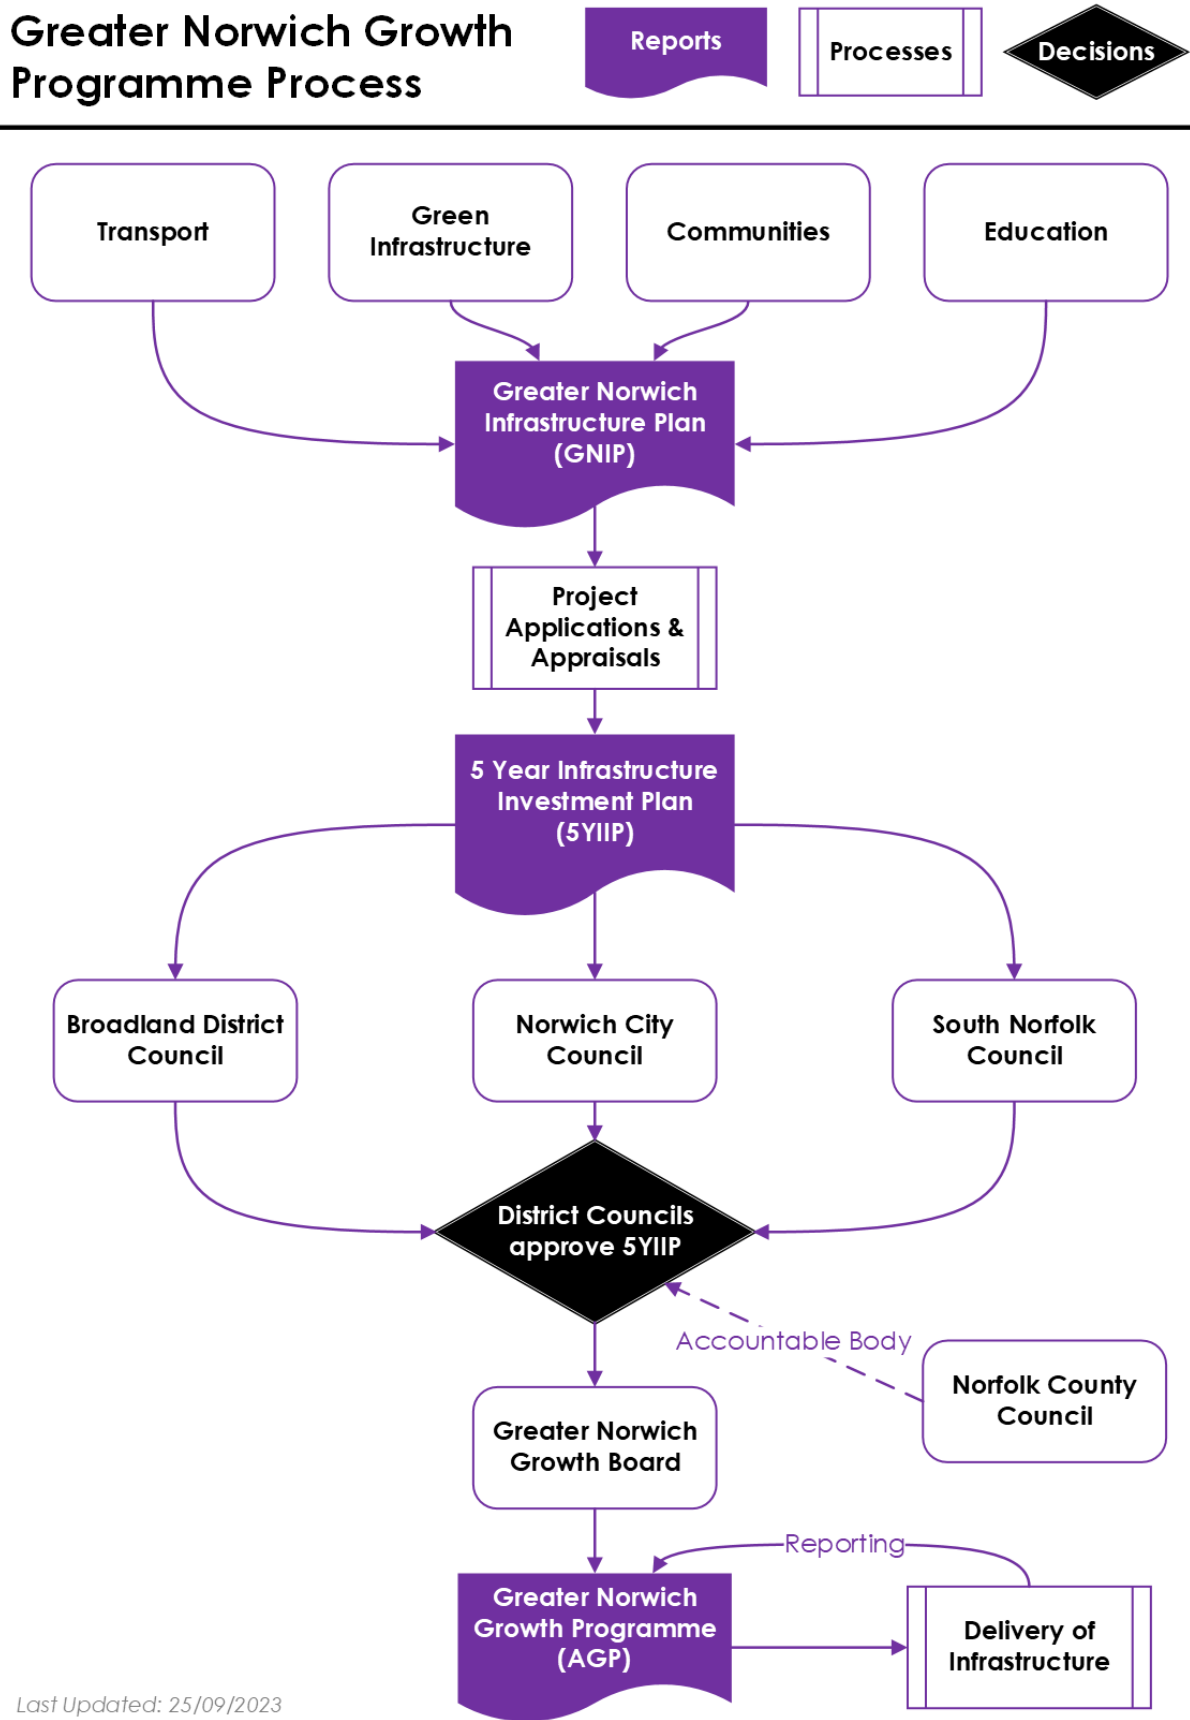 Greater Norwich Growth
Programme Process
Reports
Processes
Decisions
Transport
Green
Infrastructure
Communities
Education
Greater Norwich
Infrastructure Plan
(GNIP)
Project
Applications &
Appraisals
5 Year Infrastructure
Investment Plan
(5YIIP)
Broadland District
Council
Norwich City
Council
South Norfolk
Council
District Councils
approve 5YIIP
Accountable Body
Norfolk County
Council
Greater Norwich
Growth Board
Reporting
Greater Norwich
Growth Programme
(AGP)
Delivery of
Infrastructure
Last Updated: 25/09/2023